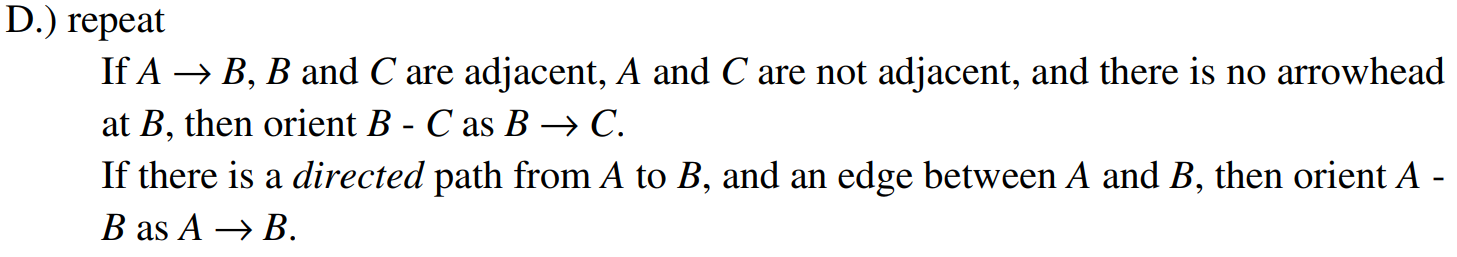 D.) repeat
If A → B, B and C are adjacent, A and C are not adjacent, and there is no arrowhead
at B, then orient B - C as B → C.
If there is a directed path from A to B, and an edge between A and B, then orient A -
B as A → B.